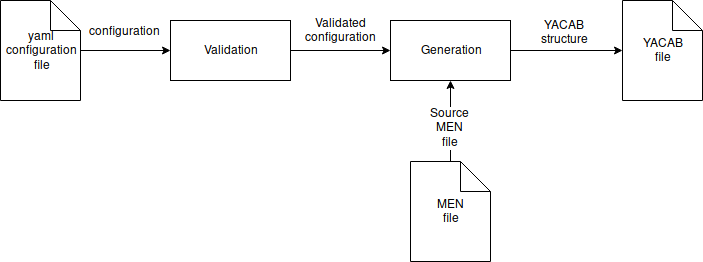 yaml
configuration
file
configuration
Validation
Validated
configuration
Generation
YACAB
structure
YACAB
file
Source
MEN
file
MEN
file